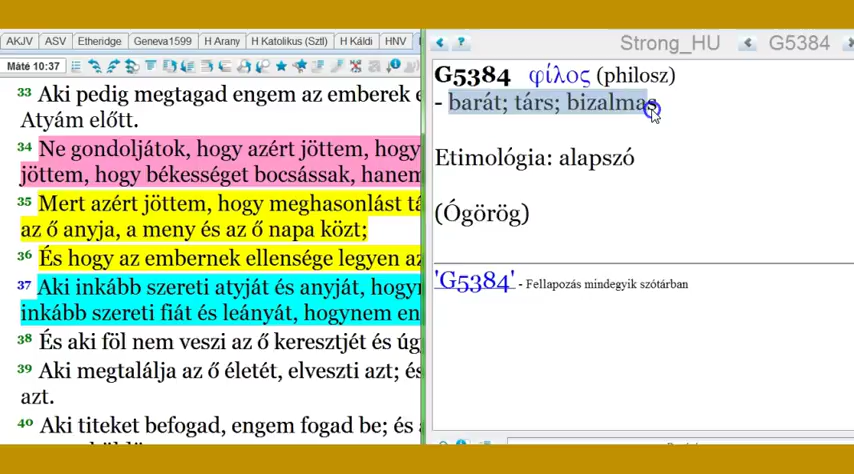 AKJV ASV Etheridge Geneva1599 H Arany H Katolikus (Sztl) H Káldi HNV
Máté 10:37
33 Aki pedig megtagad engem az emberek e
Atyám előtt.
34 Ne gondoljátok, hogy azért jöttem, hogy
jöttem, hogy békességet bocsássak, hanem
35 Mert azért jöttem, hogy meghasonlást tá
az ő anyja, a meny és az ő napa közt;
36 És hogy az embernek ellensége legyen az
37 Aki inkább szereti atyját és anyját, hogyn
inkább szereti fiát és leányát, hogynem en
38 És aki föl nem veszi az ő keresztjét és úg
39 Aki megtalálja az ő életét, elveszti azt; és
azt.
40 Aki titeket befogad, engem fogad be; és a
Strong_HU G5384
G5384 φίλος (philosz)
- barát; társ; bizalmas
Etimológia: alapszó
(Ógörög)
'G5384' - Fellapozás mindegyik szótárban